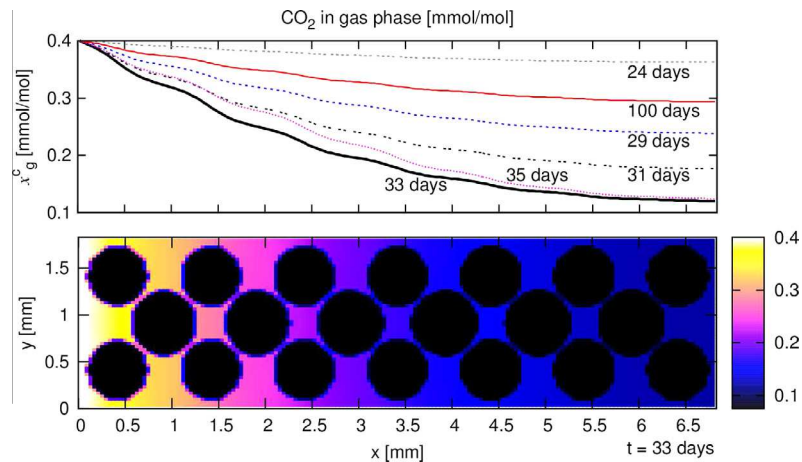 CO2 in gas phase [mmol/mol]
0.4
0.3
0.2
0.1
x^c_g [mmol/mol]
24 days
100 days
29 days
31 days
35 days
33 days
1.5
1
0.5
0
y [mm]
0 0.5 1 1.5 2 2.5 3 3.5 4 4.5 5 5.5 6 6.5
x [mm]
t = 33 days
0.4
0.3
0.2
0.1